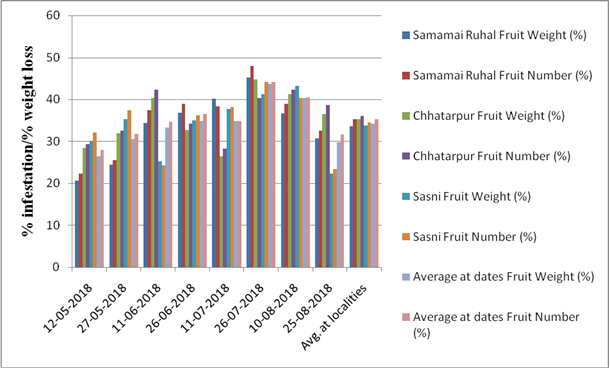 % infestation/% weight loss
60
50
40
30
20
10
0
12-05-2018
27-05-2018
11-06-2018
26-06-2018
11-07-2018
26-07-2018
10-08-2018
25-08-2018
Avg. at localities
Samamai Ruhal Fruit Weight (%)
Samamai Ruhal Fruit Number (%)
Chhatarpur Fruit Weight (%)
Chhatarpur Fruit Number (%)
Sasni Fruit Weight (%)
Sasni Fruit Number (%)
Average at dates Fruit Weight (%)
Average at dates Fruit Number
(%)